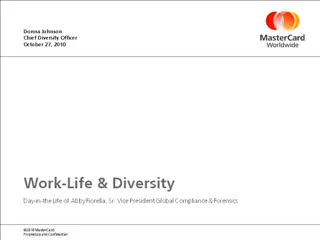 Donna Johnson
Chief Diversity Officer
October 27, 2010
MasterCard
Worldwide
Work-Life & Diversity
Day-in-the Life of Abby Fiorella, Sr. Vice President Global Compliance & Forensics
©2010 MasterCard
Proprietary and Confidential